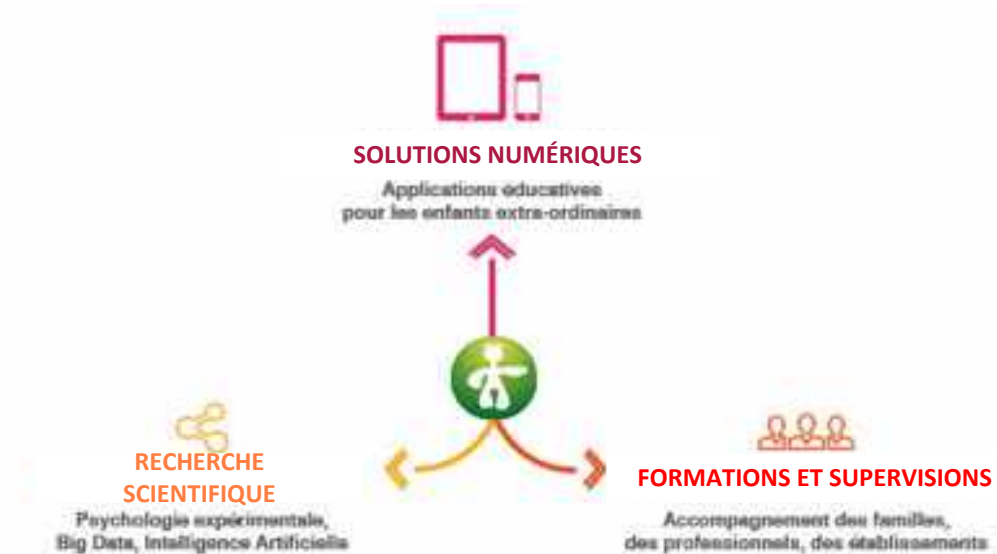 SOLUTIONS NUMÉRIQUES
Applications éducatives
pour les enfants extra-ordinaires
RECHERCHE
SCIENTIFIQUE
Psychologie expérimentale,
Big Data, Intelligence Artificielle
FORMATIONS ET SUPERVISIONS
Accompagnement des familles,
des professionnels, des établissements